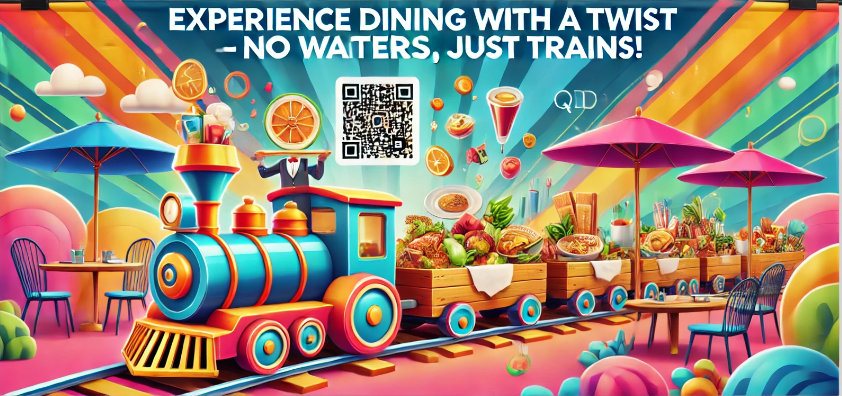 EXPERIENCE DINING WITH A TWIST
– NO WAITERS, JUST TRAINS!